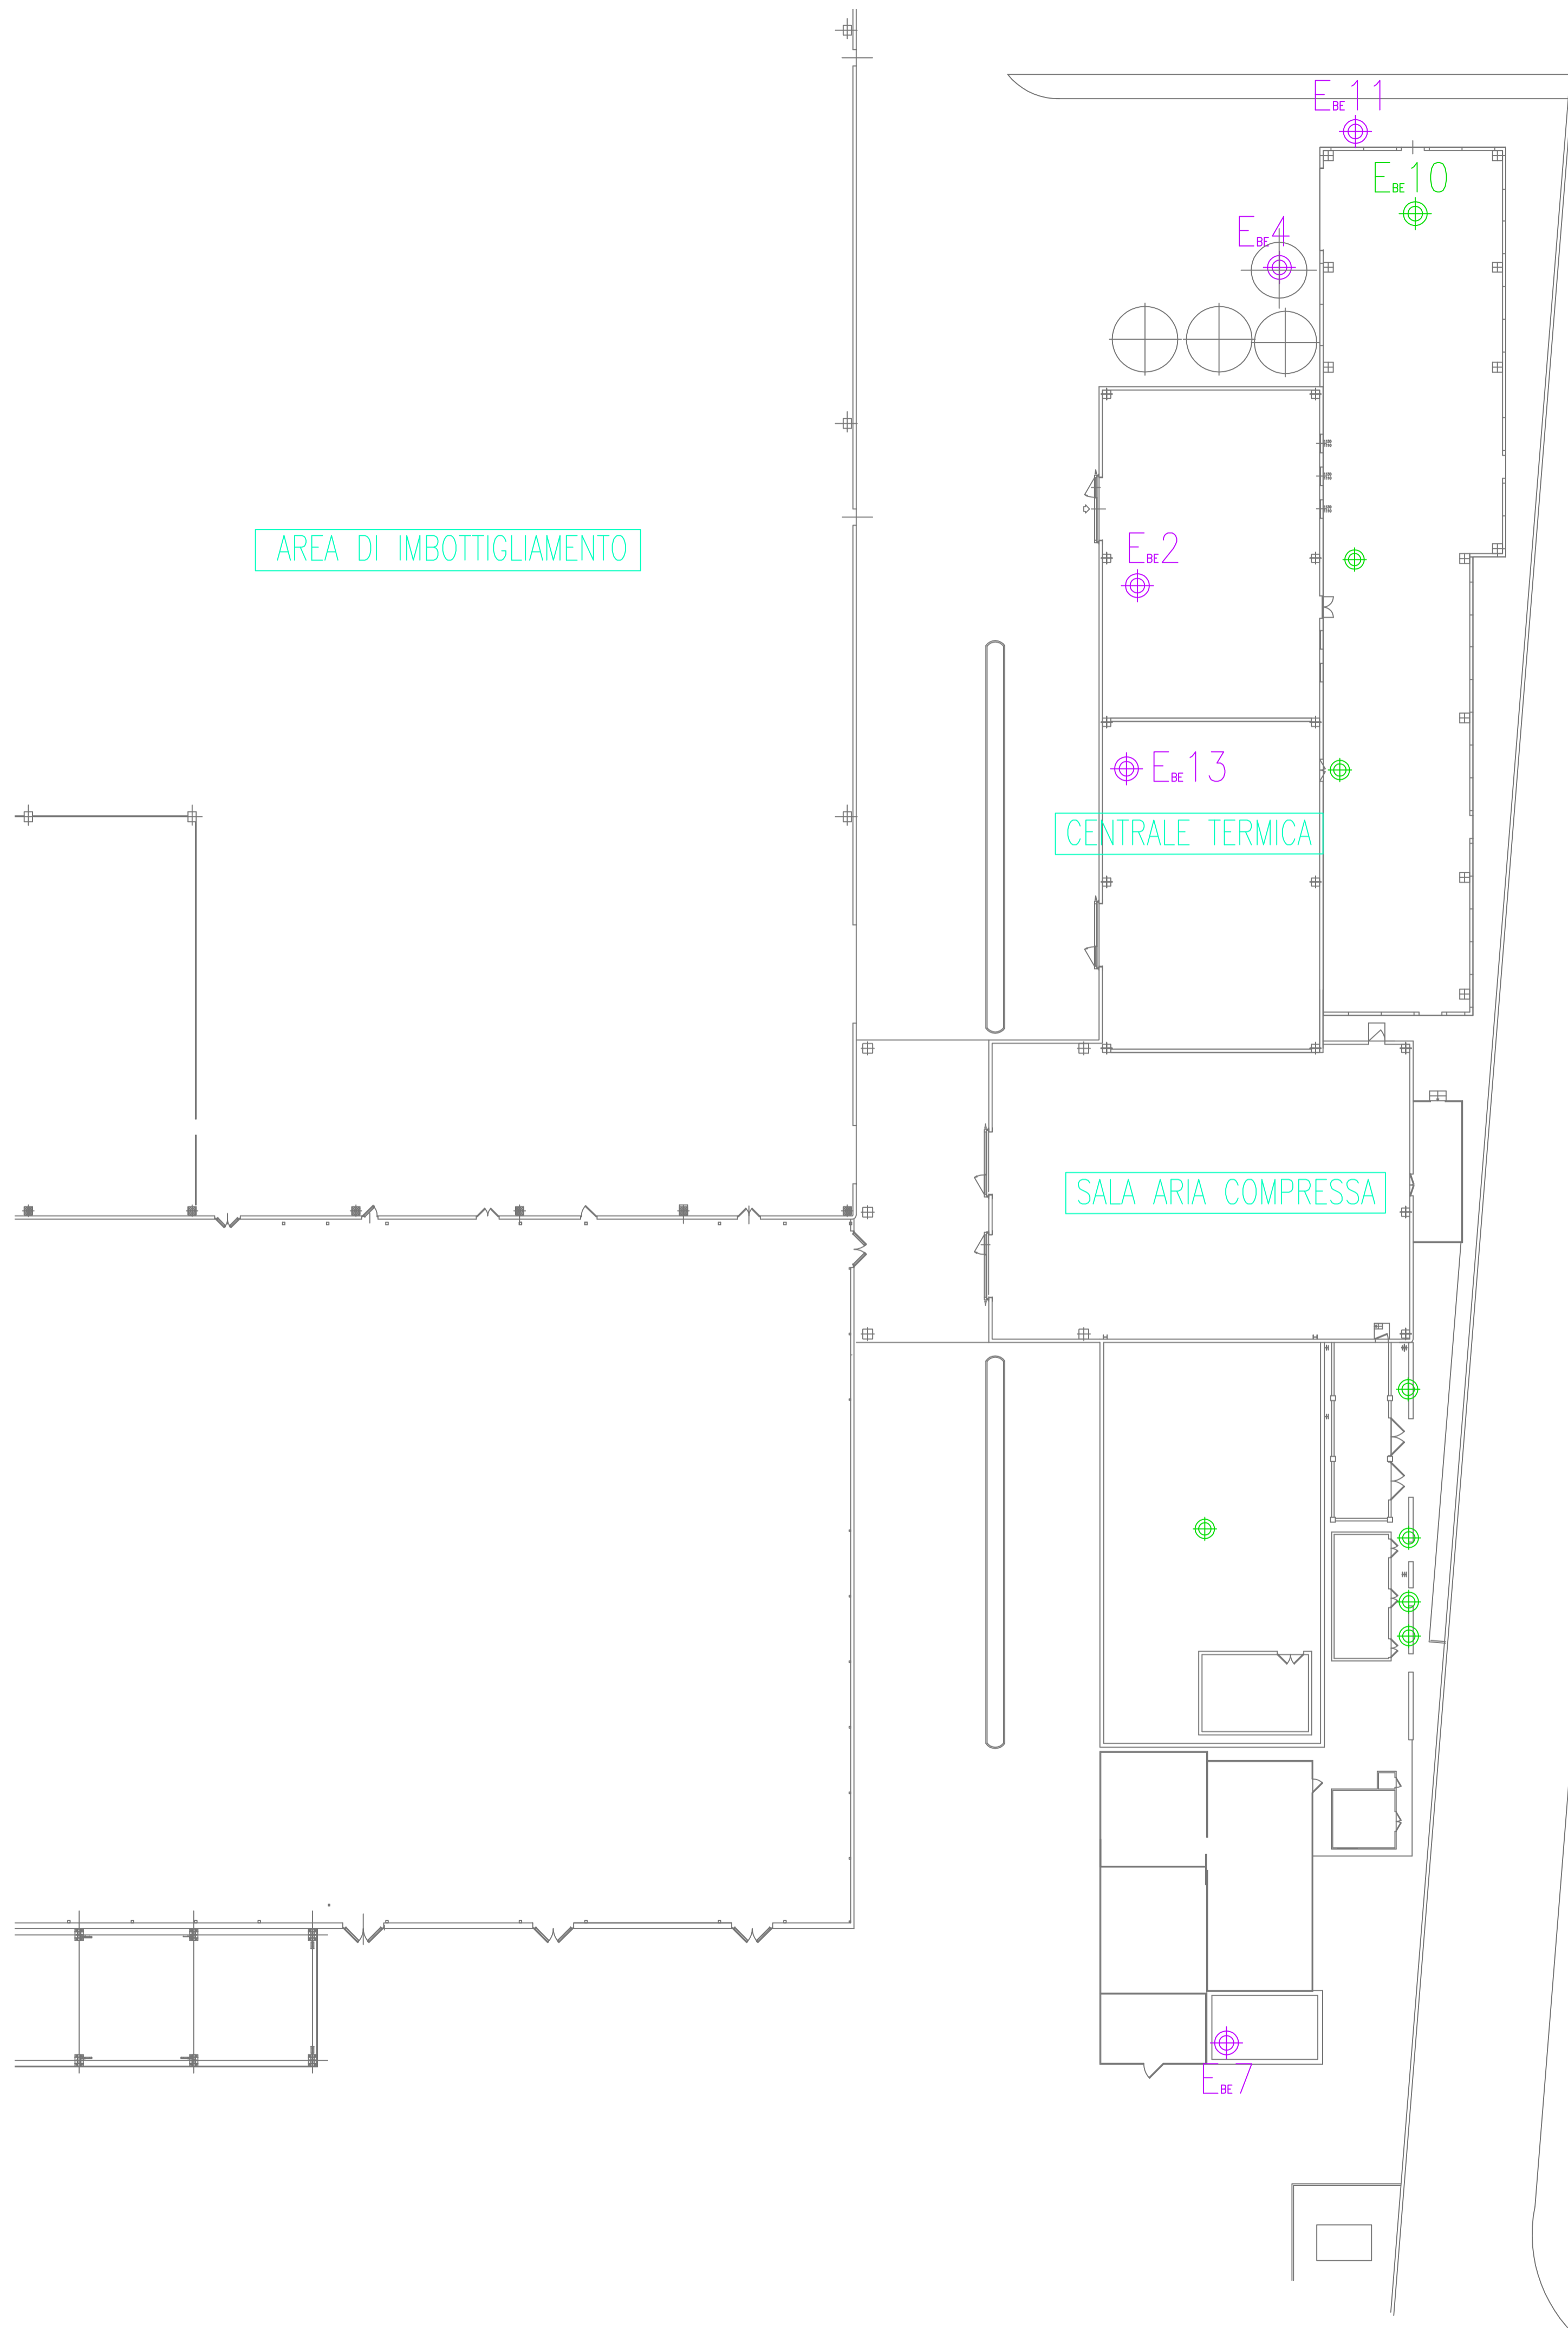 EBE11
EBE10
EBE4
AREA DI IMBOTTIGLIAMENTO
EBE2
EBE13
CENTRALE TERMICA
SALA ARIA COMPRESSA
EBE7